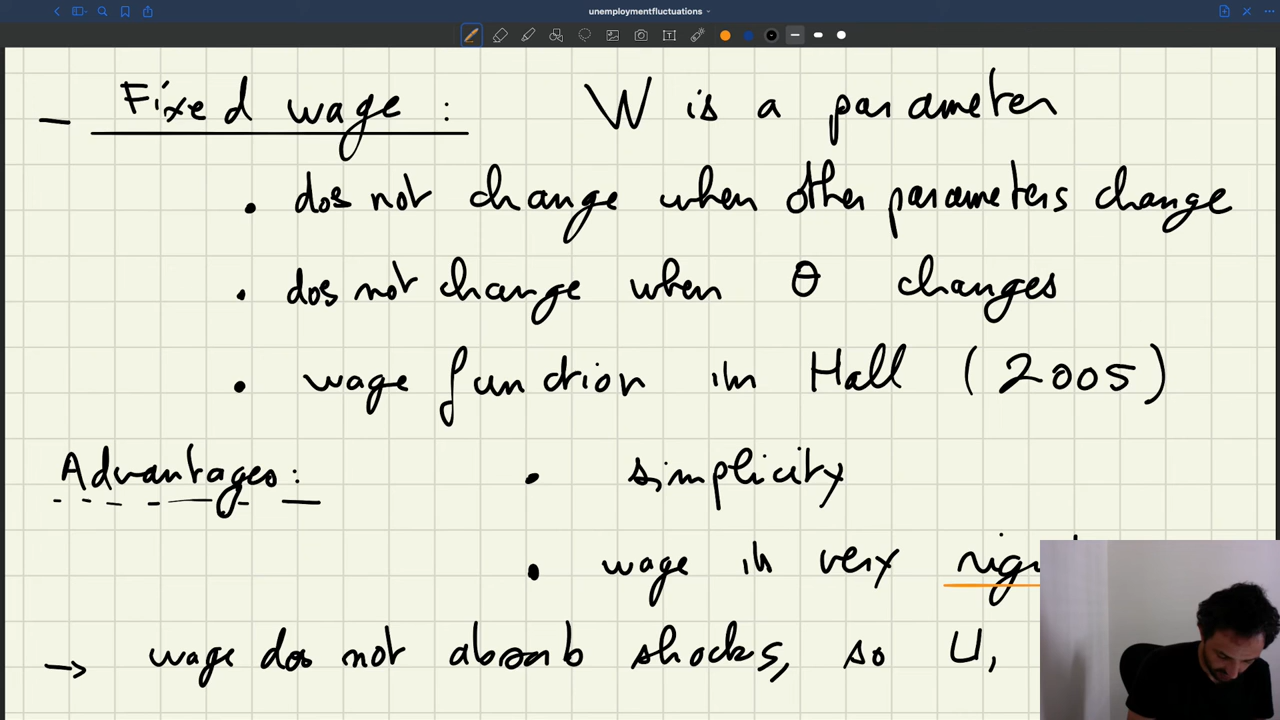 unemploymentfluctuations
– Fixed wage : W is a parameter
• dos not change when other parameters change
• dos not change when θ changes
• wage function in Hall (2005)
Advantages : • simplicity
• wage in very
→ wage dos not absorb shocks, so U,